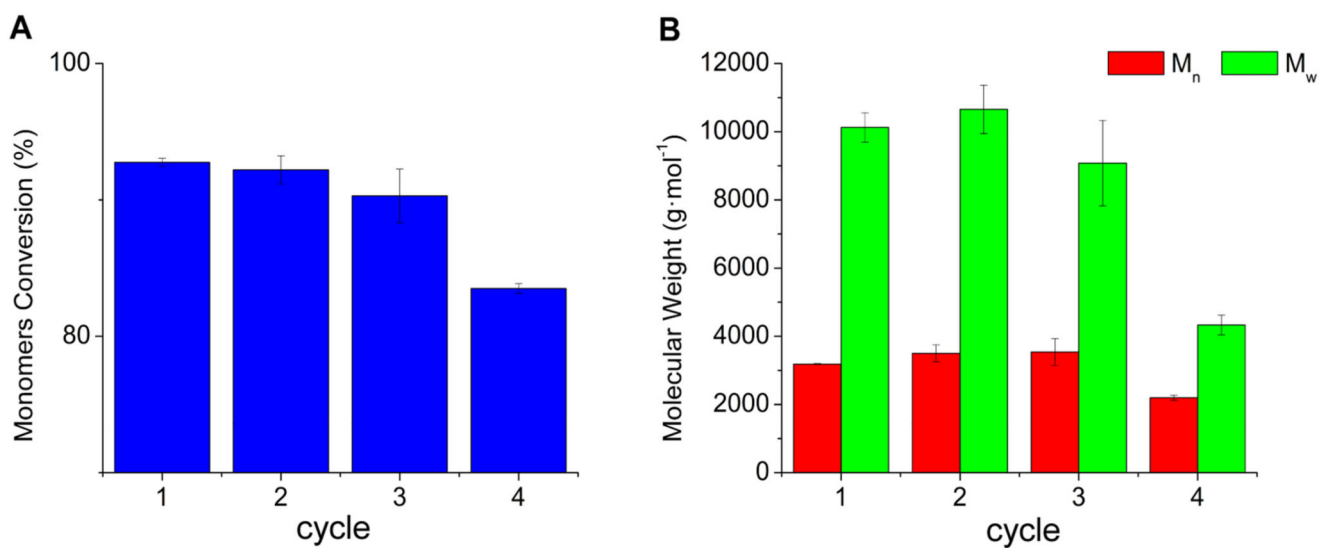 A
Monomers Conversion (%)
100
80
1 2 3 4
cycle
B
Mn Mw
Molecular Weight (g·mol-1)
12000
10000
8000
6000
4000
2000
0
1 2 3 4
cycle